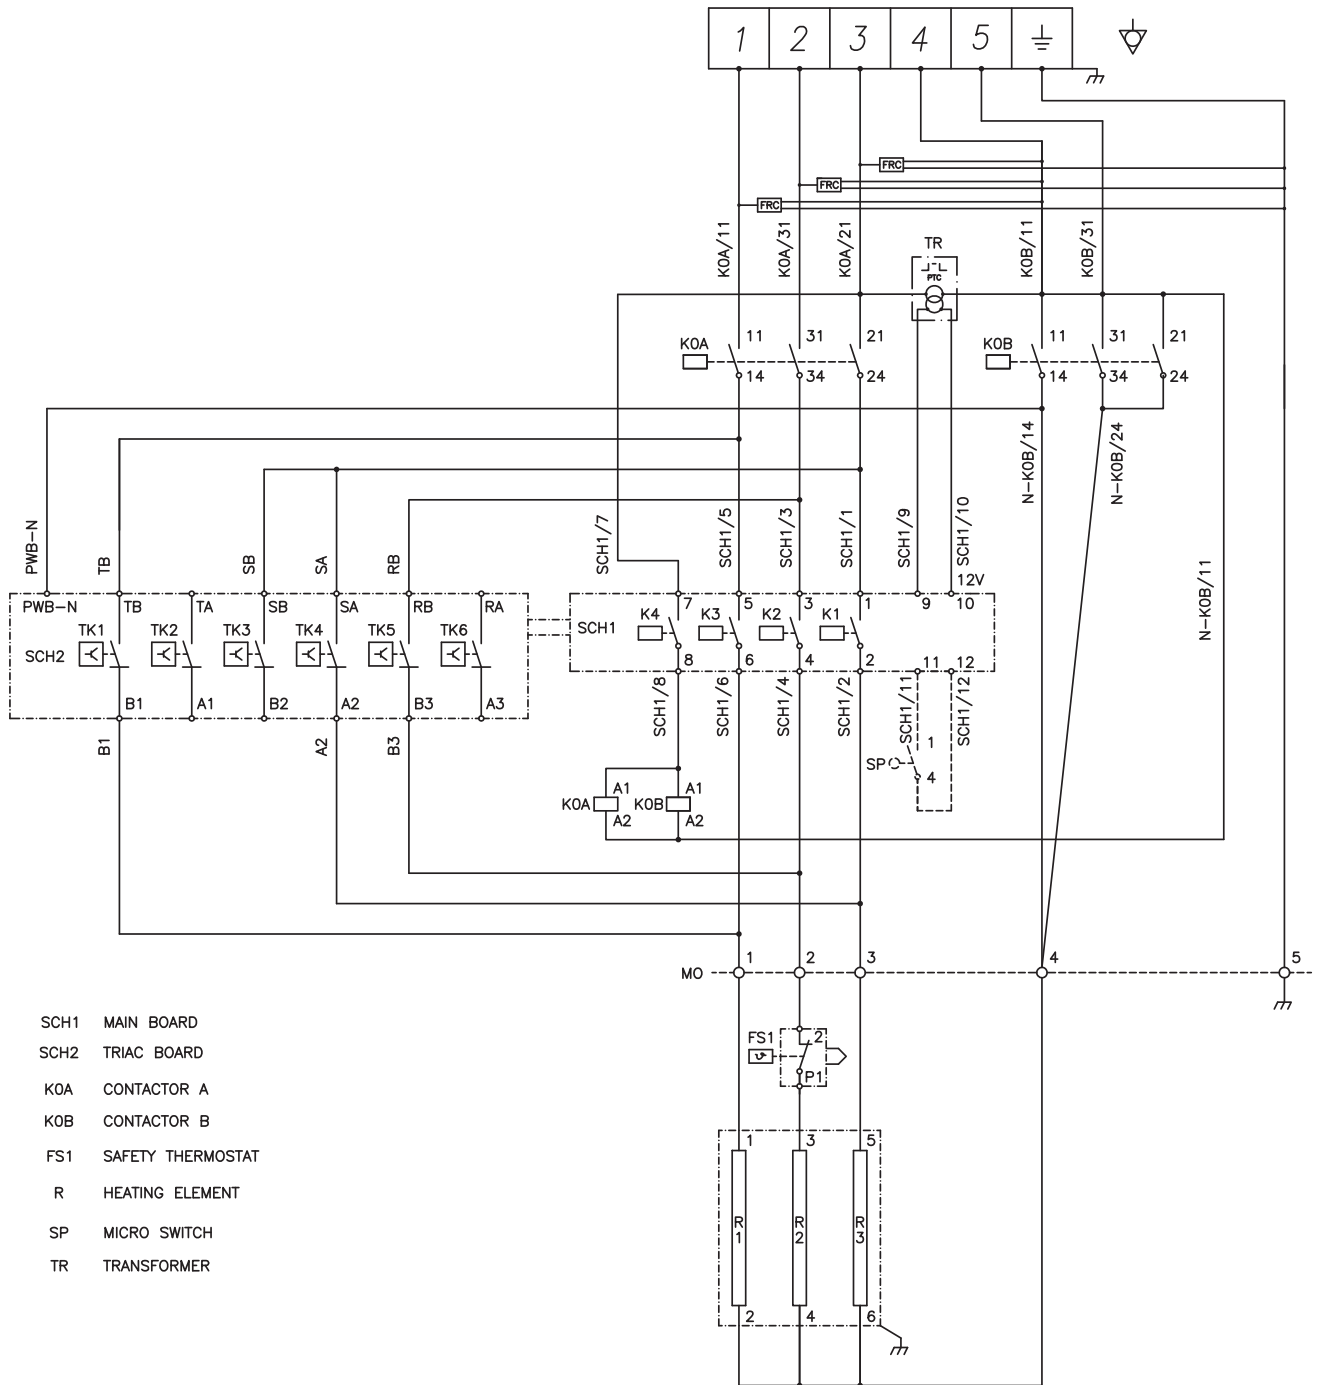 1 2 3 4 5
FRC
FRC
FRC
K0A/11 K0A/31 K0A/21 TR K0B/11 K0B/31
PTC
K0A 11 31 21 K0B 11 31 21
14 34 24 14 34 24
N-K0B/14 N-K0B/24
PWB-N TB SB SA RB SCH1/7 SCH1/5 SCH1/3 SCH1/1 SCH1/9 SCH1/10
N-K0B/11
12V
PWB-N TB TA SB SA RB RA 7 5 3 1 9 10
TK1 TK2 TK3 TK4 TK5 TK6 SCH1 K4 K3 K2 K1
SCH2
8 6 4 2 11 12
B1 A1 B2 A2 B3 A3
SCH1/8 SCH1/6 SCH1/4 SCH1/2 SCH1/11 SCH1/12
B1 A2 B3
1
SP
4
A1 A1
K0A K0B
A2 A2
1 2 3 4 5
MO
FS1 2
P1
1 3 5
R1 R2 R3
2 4 6
SCH1 MAIN BOARD
SCH2 TRIAC BOARD
K0A CONTACTOR A
K0B CONTACTOR B
FS1 SAFETY THERMOSTAT
R HEATING ELEMENT
SP MICRO SWITCH
TR TRANSFORMER